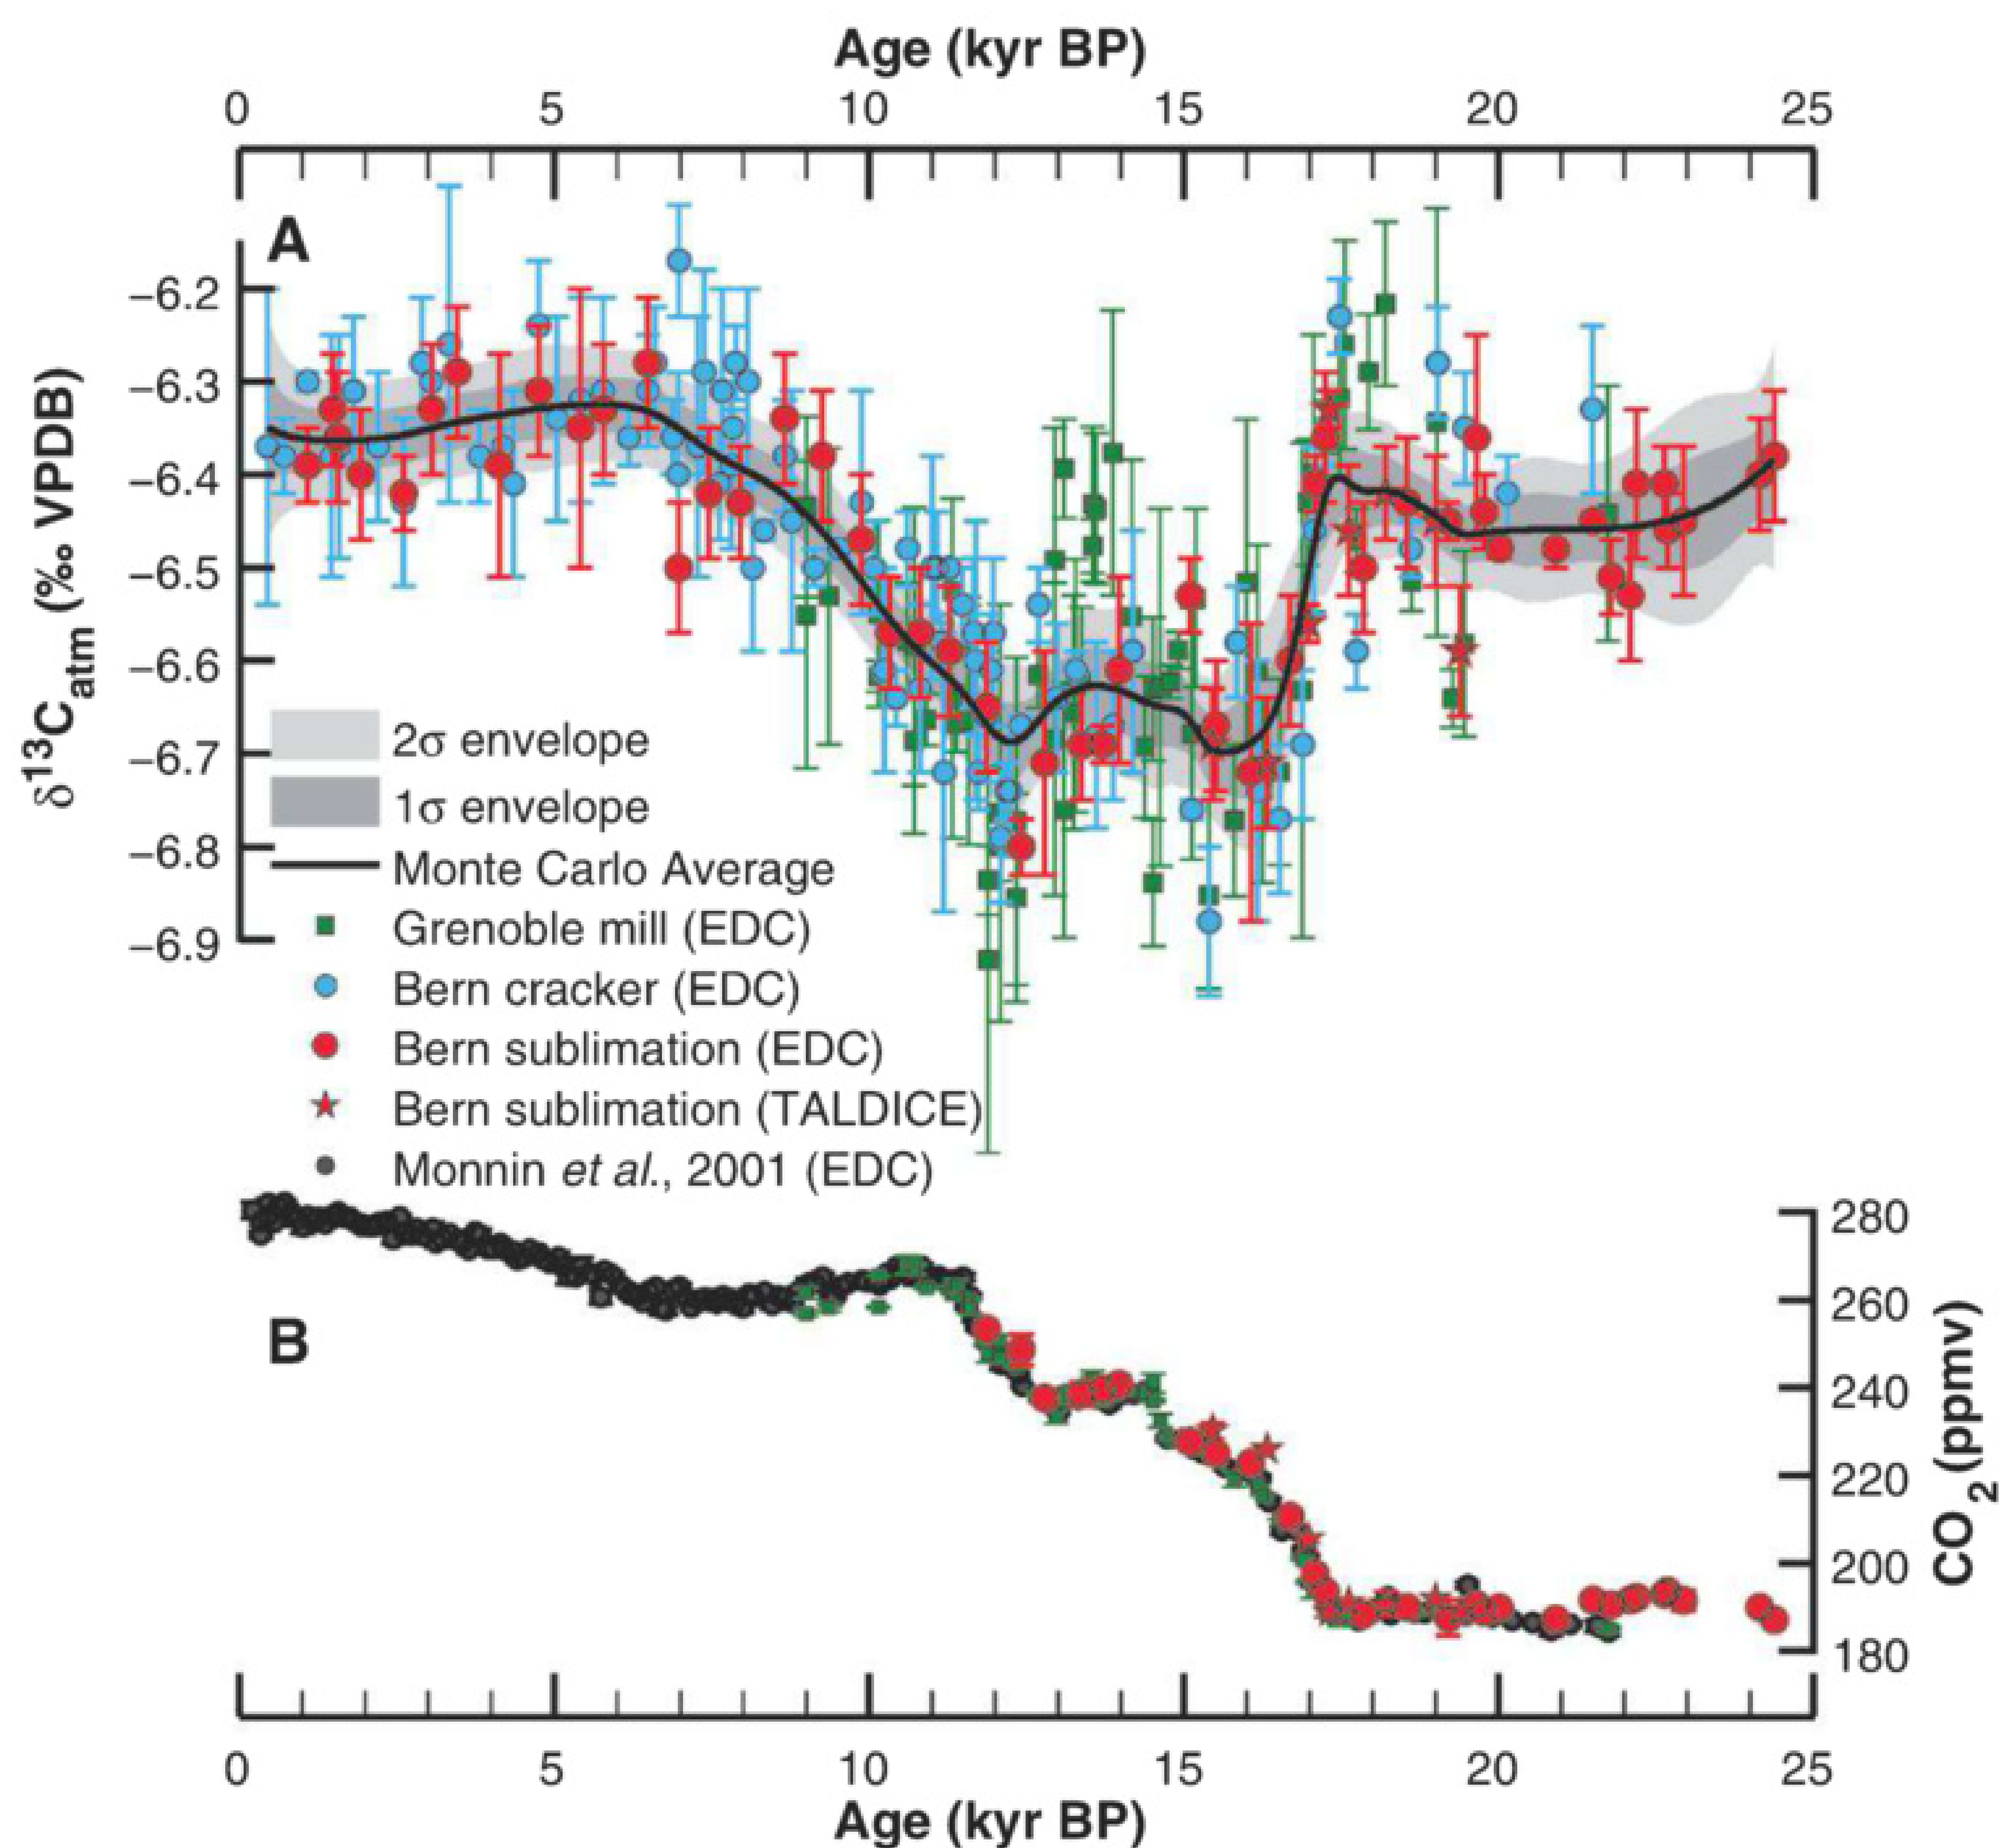 Age (kyr BP)
0 5 10 15 20 25
A
δ¹³C_atm (‰ VPDB)
−6.2
−6.3
−6.4
−6.5
−6.6
−6.7
−6.8
−6.9
2σ envelope
1σ envelope
Monte Carlo Average
Grenoble mill (EDC)
Bern cracker (EDC)
Bern sublimation (EDC)
Bern sublimation (TALDICE)
Monnin et al., 2001 (EDC)
B
280
260
240
220
200
180
CO₂ (ppmv)
0 5 10 15 20 25
Age (kyr BP)